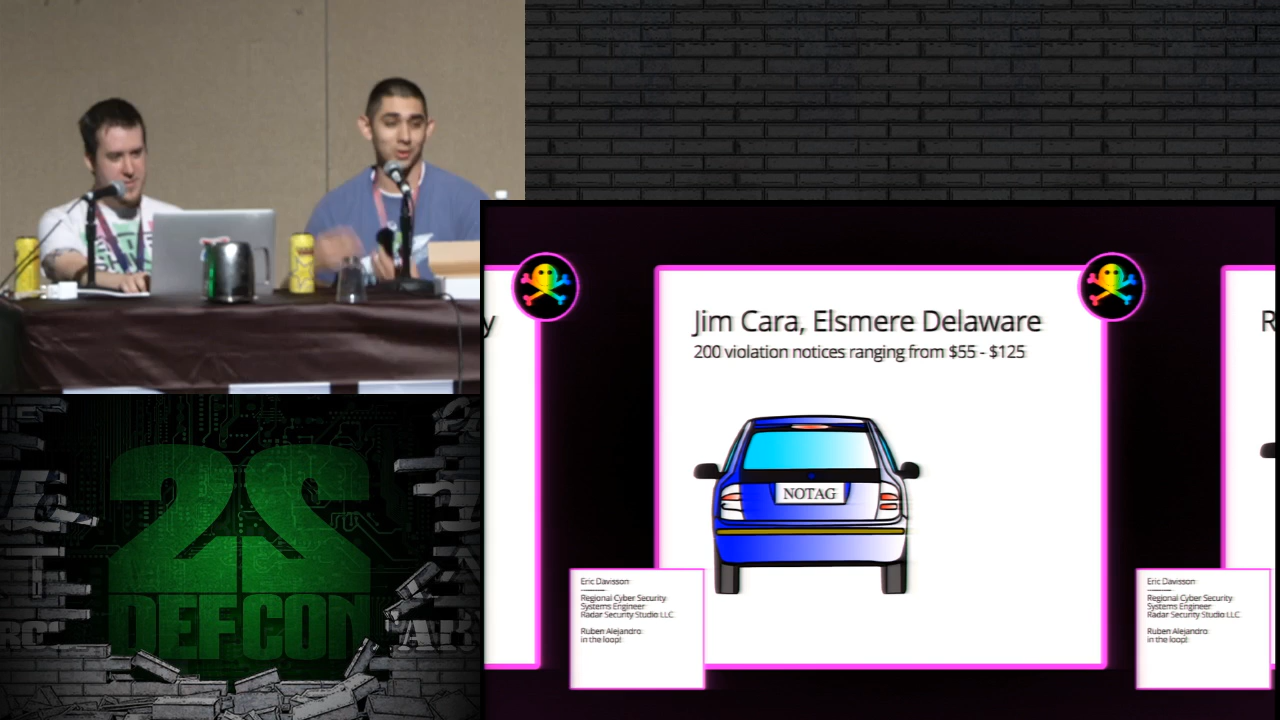 y
Jim Cara, Elsmere Delaware
200 violation notices ranging from $55 - $125
R
NOTAG
Eric Davisson
Regional Cyber Security
Systems Engineer
Radar Security Studio LLC
Ruben Alejandro
in the loop!
Eric Davisson
Regional Cyber Security
Systems Engineer
Radar Security Studio LLC
Ruben Alejandro
in the loop!
22
DEFCON